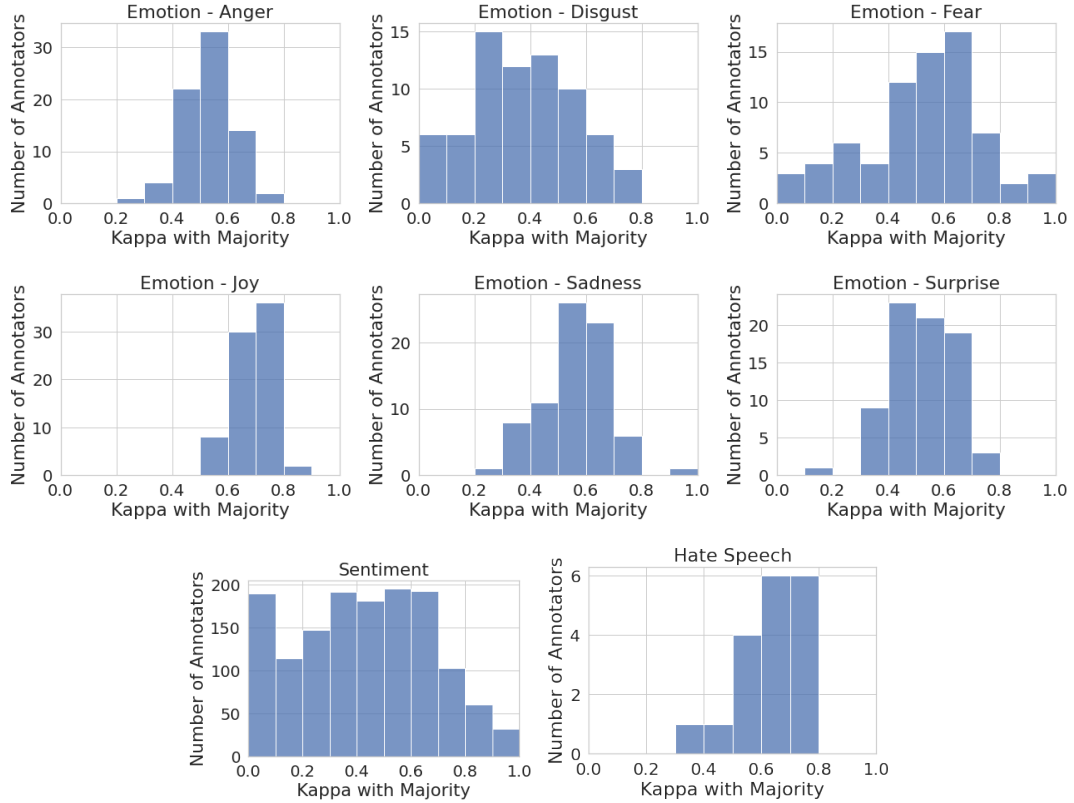 Emotion - Anger
Number of Annotators
30
20
10
0
0.0 0.2 0.4 0.6 0.8 1.0
Kappa with Majority
Emotion - Disgust
Number of Annotators
15
10
5
0
0.0 0.2 0.4 0.6 0.8 1.0
Kappa with Majority
Emotion - Fear
Number of Annotators
15
10
5
0
0.0 0.2 0.4 0.6 0.8 1.0
Kappa with Majority
Emotion - Joy
Number of Annotators
30
20
10
0
0.0 0.2 0.4 0.6 0.8 1.0
Kappa with Majority
Emotion - Sadness
Number of Annotators
20
10
0
0.0 0.2 0.4 0.6 0.8 1.0
Kappa with Majority
Emotion - Surprise
Number of Annotators
20
15
10
5
0
0.0 0.2 0.4 0.6 0.8 1.0
Kappa with Majority
Sentiment
Number of Annotators
200
150
100
50
0
0.0 0.2 0.4 0.6 0.8 1.0
Kappa with Majority
Hate Speech
Number of Annotators
6
4
2
0
0.0 0.2 0.4 0.6 0.8 1.0
Kappa with Majority